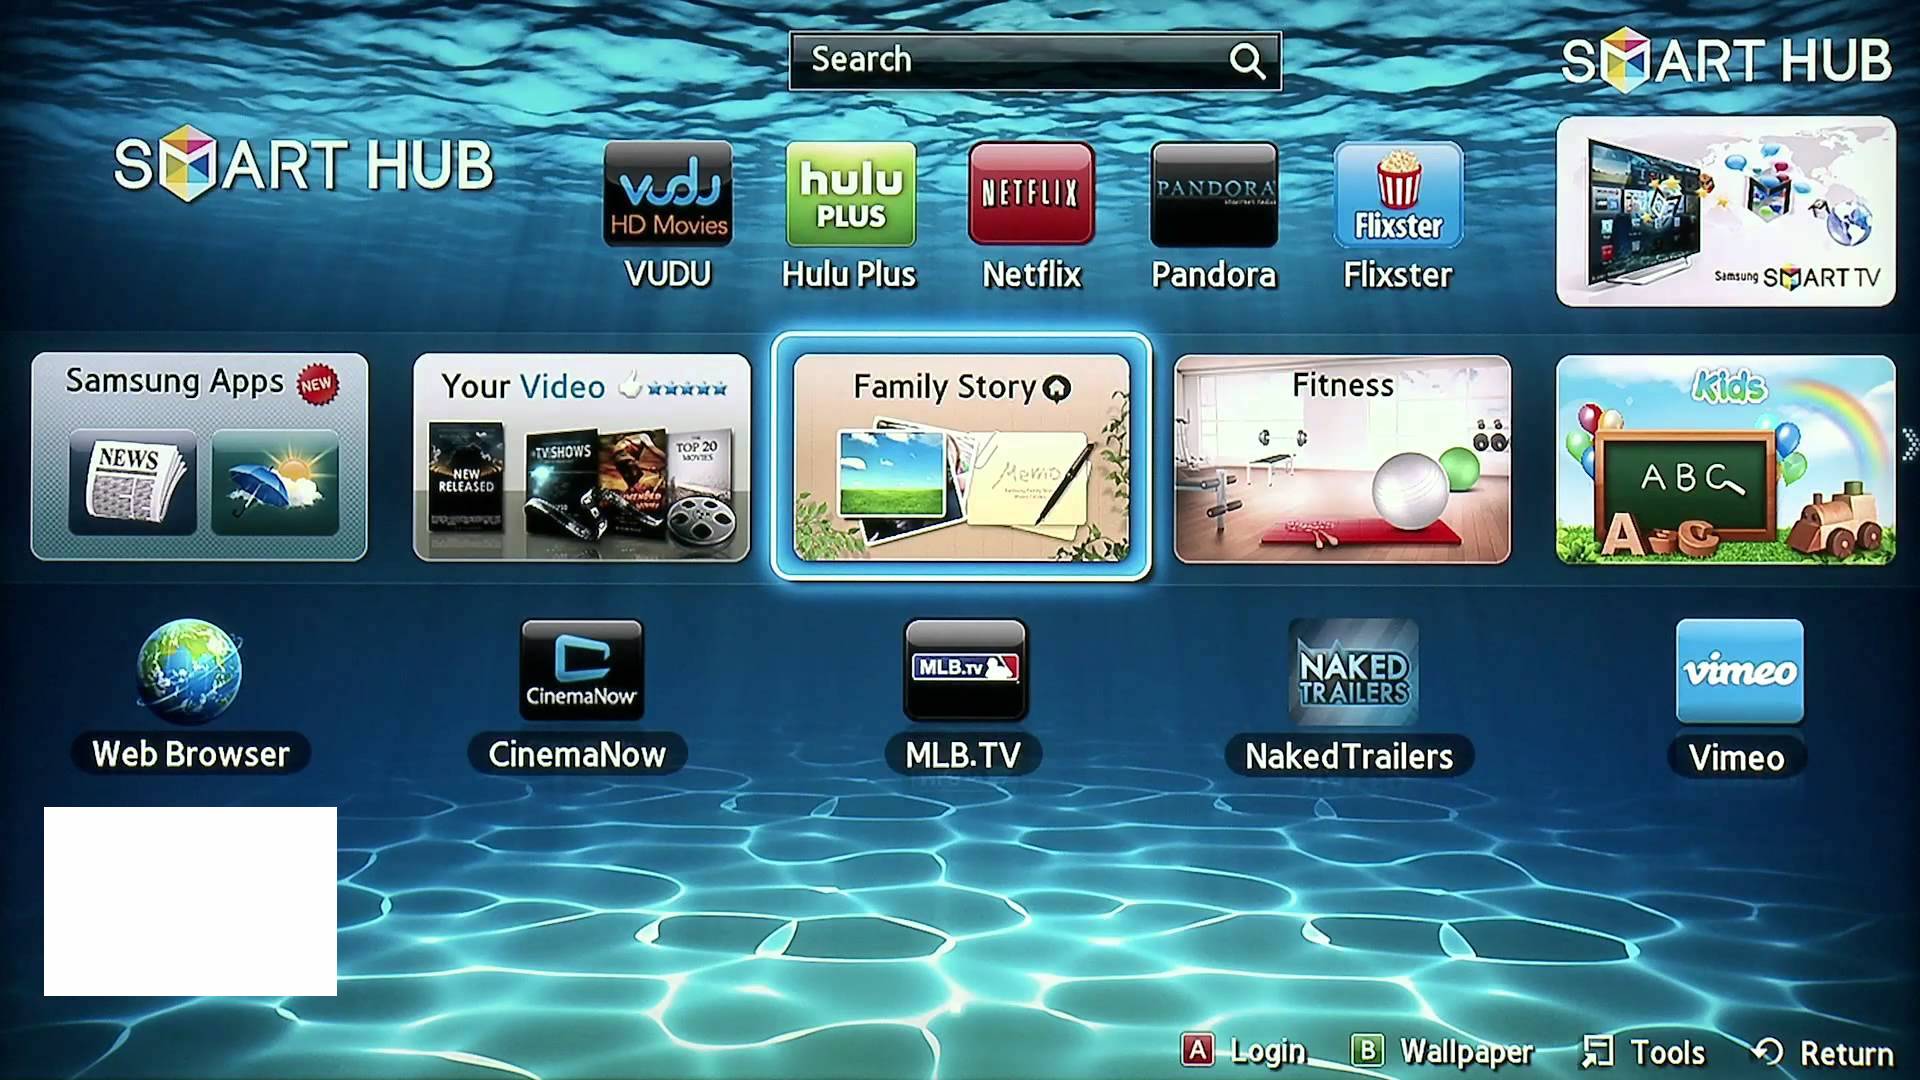 Search
SMART HUB
SMART HUB
vudu
HD Movies
hulu
PLUS
NETFLIX
PANDORA
internet radio
Flixster
Samsung SMART TV
VUDU
Hulu Plus
Netflix
Pandora
Flixster
Samsung Apps NEW
Your Video
Family Story
Fitness
Kids
NEWS
NEW
RELEASED
TV SHOWS
TOP 20
MOVIES
Memo
ABC
A
C
CinemaNow
MLB.TV
NAKED
TRAILERS
vimeo
Web Browser
CinemaNow
MLB.TV
NakedTrailers
Vimeo
A Login
B Wallpaper
Tools
Return